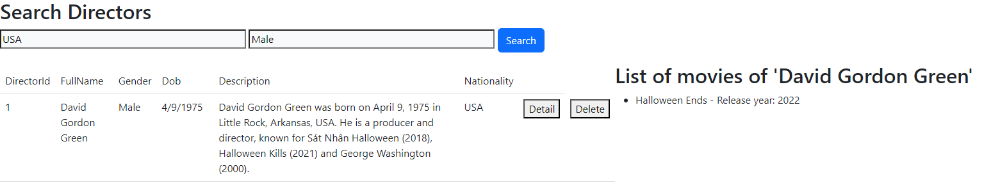 Search Directors
USA Male Search
DirectorId FullName Gender Dob Description Nationality
1 David Gordon Green Male 4/9/1975 David Gordon Green was born on April 9, 1975 in
Little Rock, Arkansas, USA. He is a producer and
director, known for Sát Nhân Halloween (2018),
Halloween Kills (2021) and George Washington
(2000). USA Detail Delete
List of movies of 'David Gordon Green'
• Halloween Ends - Release year: 2022